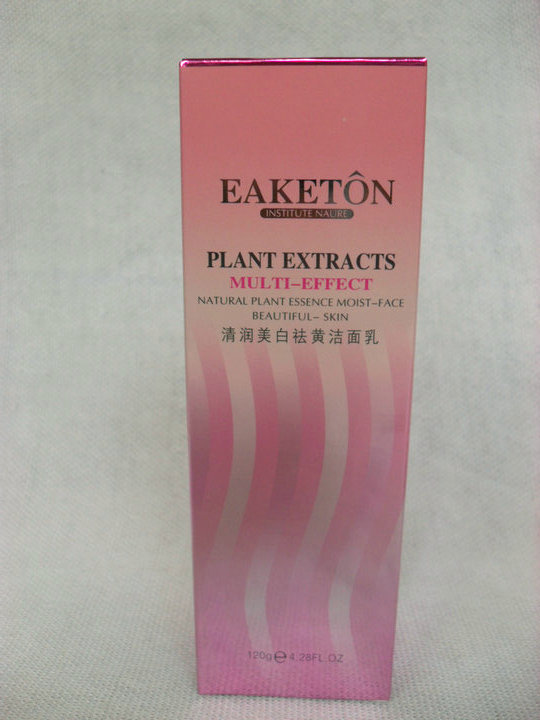 EAKETÔN
INSTITUTE NAURE
PLANT EXTRACTS
MULTI-EFFECT
NATURAL PLANT ESSENCE MOIST-FACE
BEAUTIFUL- SKIN
清润美白祛黄洁面乳
120g℮4.28FL.OZ